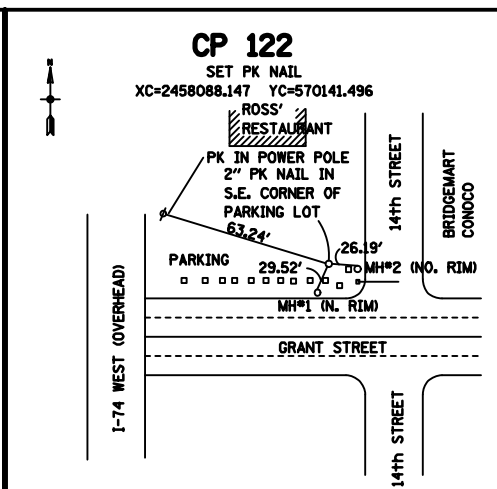 CP 122
SET PK NAIL
XC=2458088.147 YC=570141.496
ROSS'
RESTAURANT
PK IN POWER POLE
2" PK NAIL IN
S.E. CORNER OF
PARKING LOT
N
63.24'
26.19'
PARKING
29.52'
MH#2 (NO. RIM)
MH#1 (N. RIM)
14th STREET
BRIDGEMART
CONOCO
I-74 WEST (OVERHEAD)
GRANT STREET
14th STREET